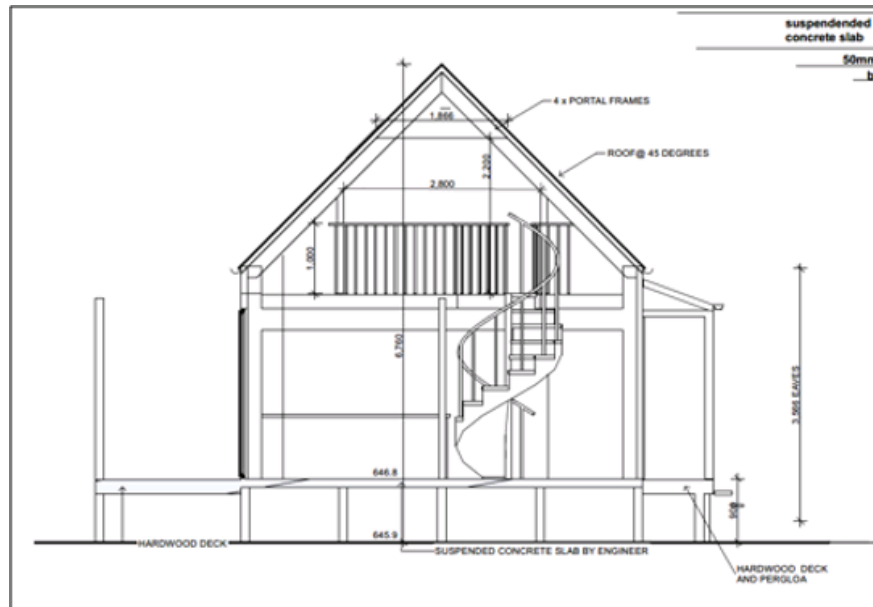 suspendended
concrete slab
50mm
b
4 x PORTAL FRAMES
1,866
ROOF@ 45 DEGREES
2,200
2,800
1,000
6,760
3.566 EAVES
646.8
900
645.9
HARDWOOD DECK
SUSPENDED CONCRETE SLAB BY ENGINEER
HARDWOOD DECK
AND PERGLOA